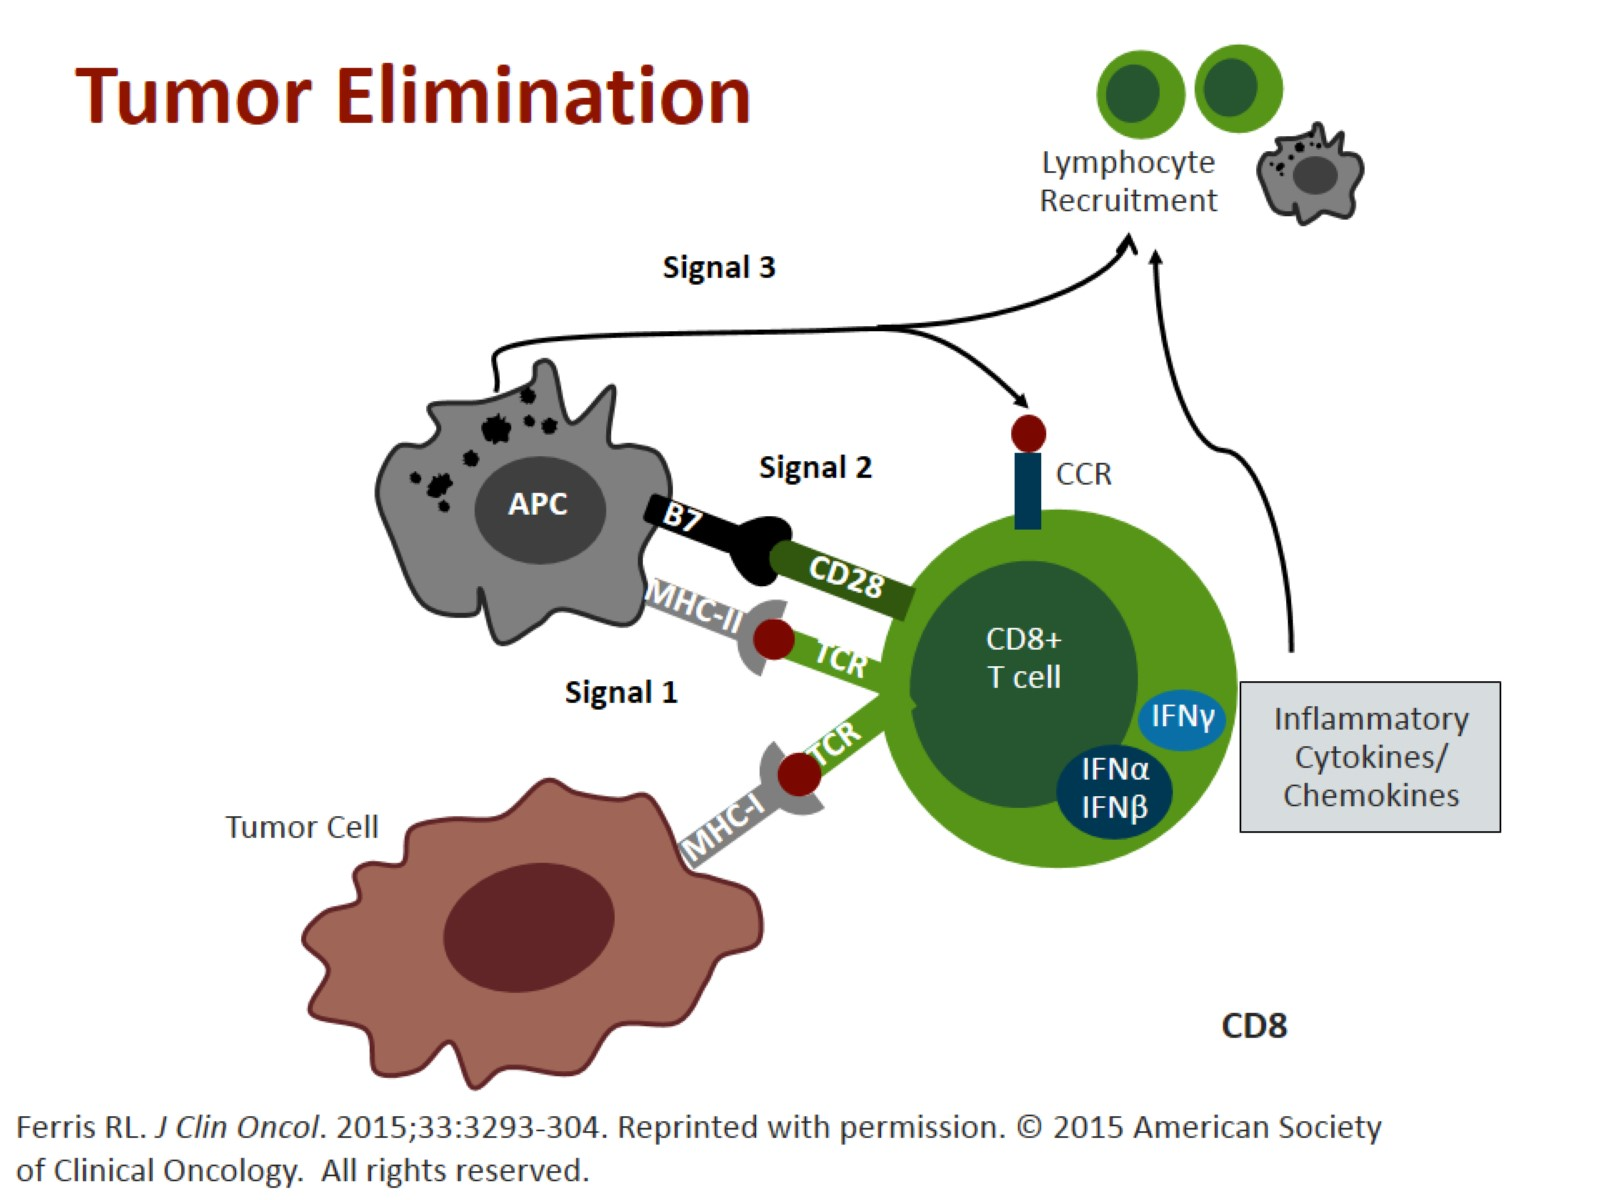 Tumor Elimination
Lymphocyte
Recruitment
Signal 3
Signal 2
CCR
APC
B7
CD28
MHC-II
TCR
CD8+
T cell
Signal 1
IFNγ
TCR
IFNα
IFNβ
Inflammatory
Cytokines/
Chemokines
MHC-I
Tumor Cell
CD8
Ferris RL. J Clin Oncol. 2015;33:3293-304. Reprinted with permission. © 2015 American Society
of Clinical Oncology.  All rights reserved.